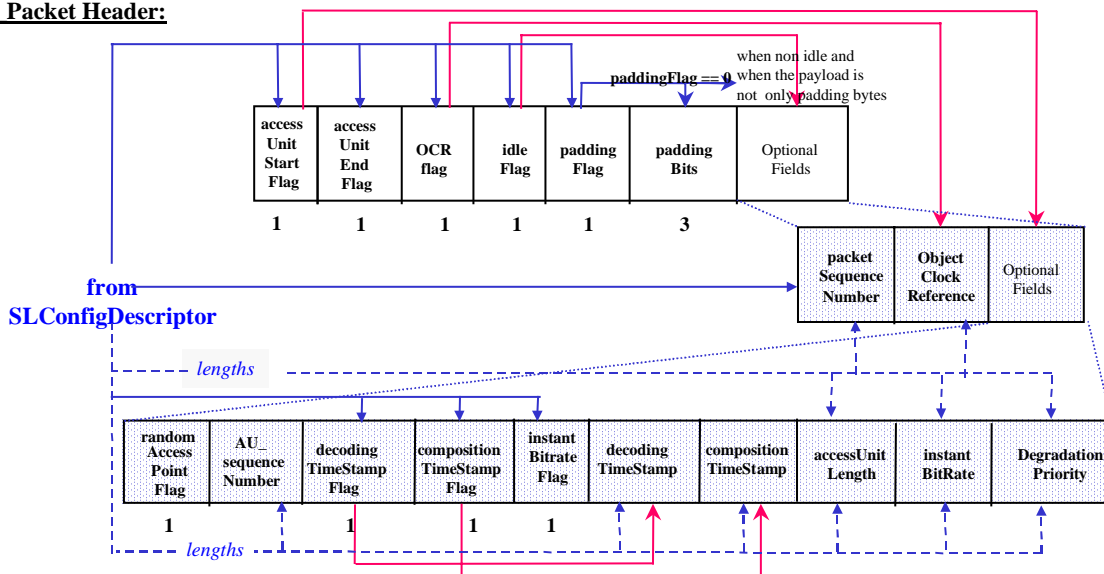 Packet Header:
when non idle and
when the payload is
not only padding bytes
paddingFlag == 0
access
Unit
Start
Flag
access
Unit
End
Flag
OCR
flag
idle
Flag
padding
Flag
padding
Bits
Optional
Fields
1
1
1
1
1
3
packet
Sequence
Number
Object
Clock
Reference
Optional
Fields
from
SLConfigDescriptor
lengths
random
Access
Point
Flag
AU_
sequence
Number
decoding
TimeStamp
Flag
composition
TimeStamp
Flag
instant
Bitrate
Flag
decoding
TimeStamp
composition
TimeStamp
accessUnit
Length
instant
BitRate
Degradation
Priority
1
1
1
1
lengths